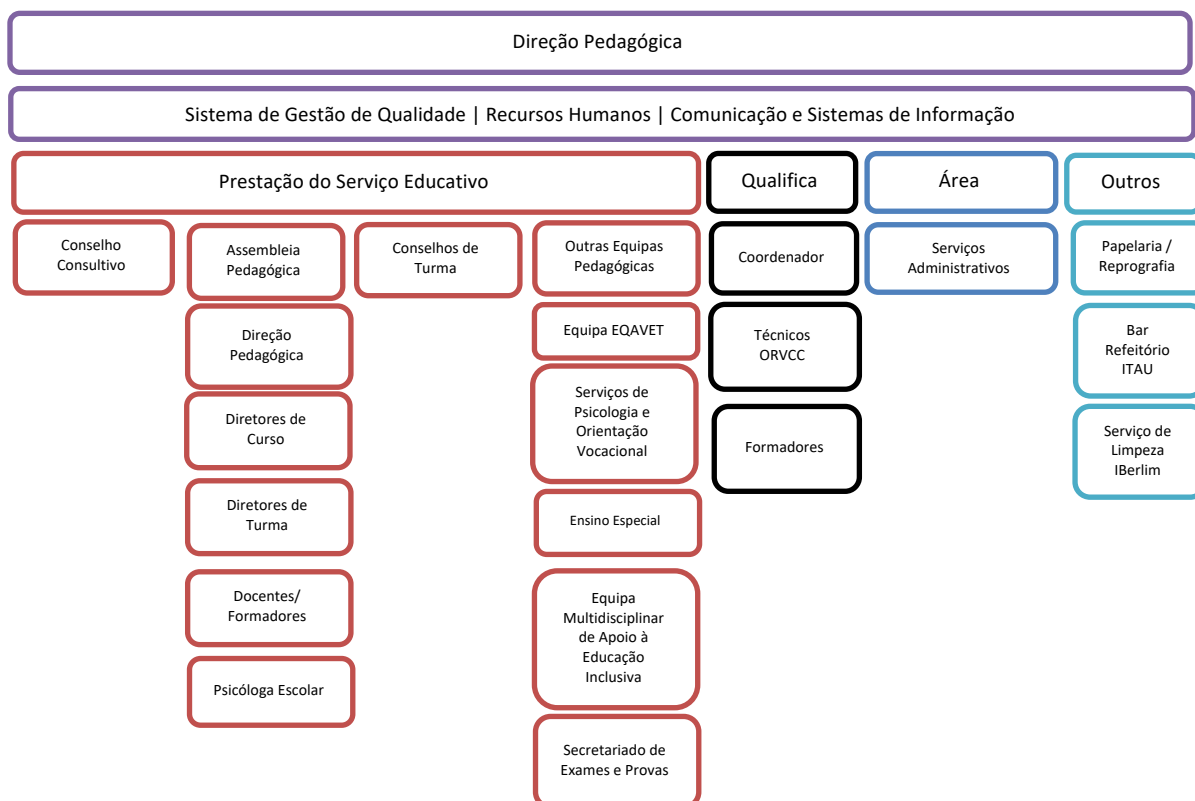 Direção Pedagógica
Sistema de Gestão de Qualidade | Recursos Humanos | Comunicação e Sistemas de Informação
Prestação do Serviço Educativo
Qualifica
Área
Outros
Conselho
Consultivo
Assembleia
Pedagógica
Conselhos de
Turma
Outras Equipas
Pedagógicas
Coordenador
Serviços
Administrativos
Papelaria /
Reprografia
Direção
Pedagógica
Equipa EQAVET
Técnicos
ORVCC
Bar
Refeitório
ITAU
Diretores de
Curso
Serviços de
Psicologia e
Orientação
Vocacional
Formadores
Serviço de
Limpeza
IBerlim
Diretores de
Turma
Ensino Especial
Docentes/
Formadores
Equipa
Multidisciplinar
de Apoio à
Educação
Inclusiva
Psicóloga Escolar
Secretariado de
Exames e Provas